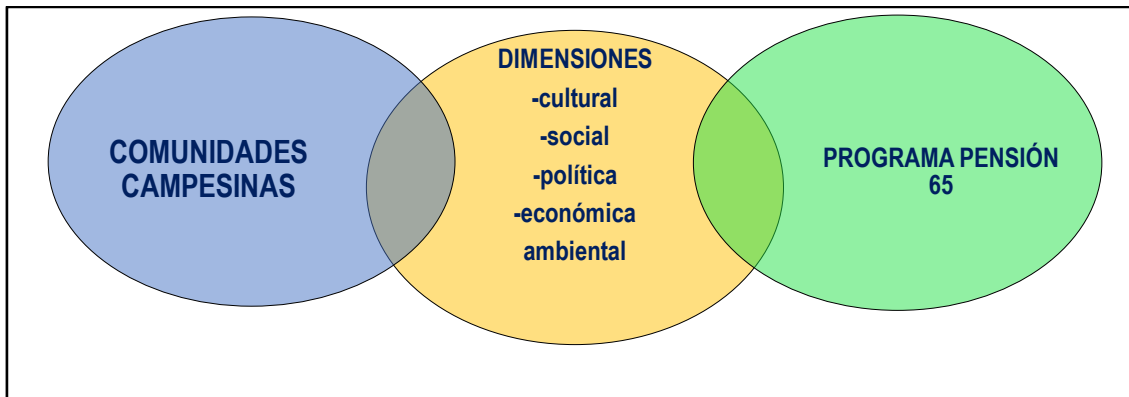 COMUNIDADES
CAMPESINAS
DIMENSIONES
-cultural
-social
-política
-económica
ambiental
PROGRAMA PENSIÓN
65